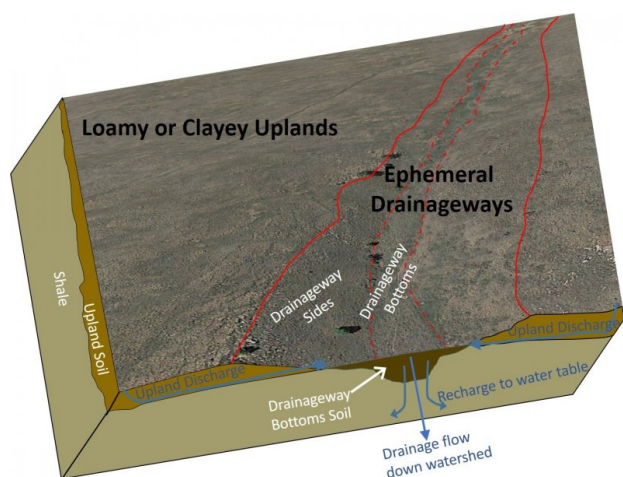 Loamy or Clayey Uplands
Ephemeral
Drainageways
Drainageway
Sides
Drainageway
Bottoms
Shale
Upland Soil
Upland Discharge
Upland Discharge
Drainageway
Bottoms Soil
Recharge to water table
Drainage flow
down watershed